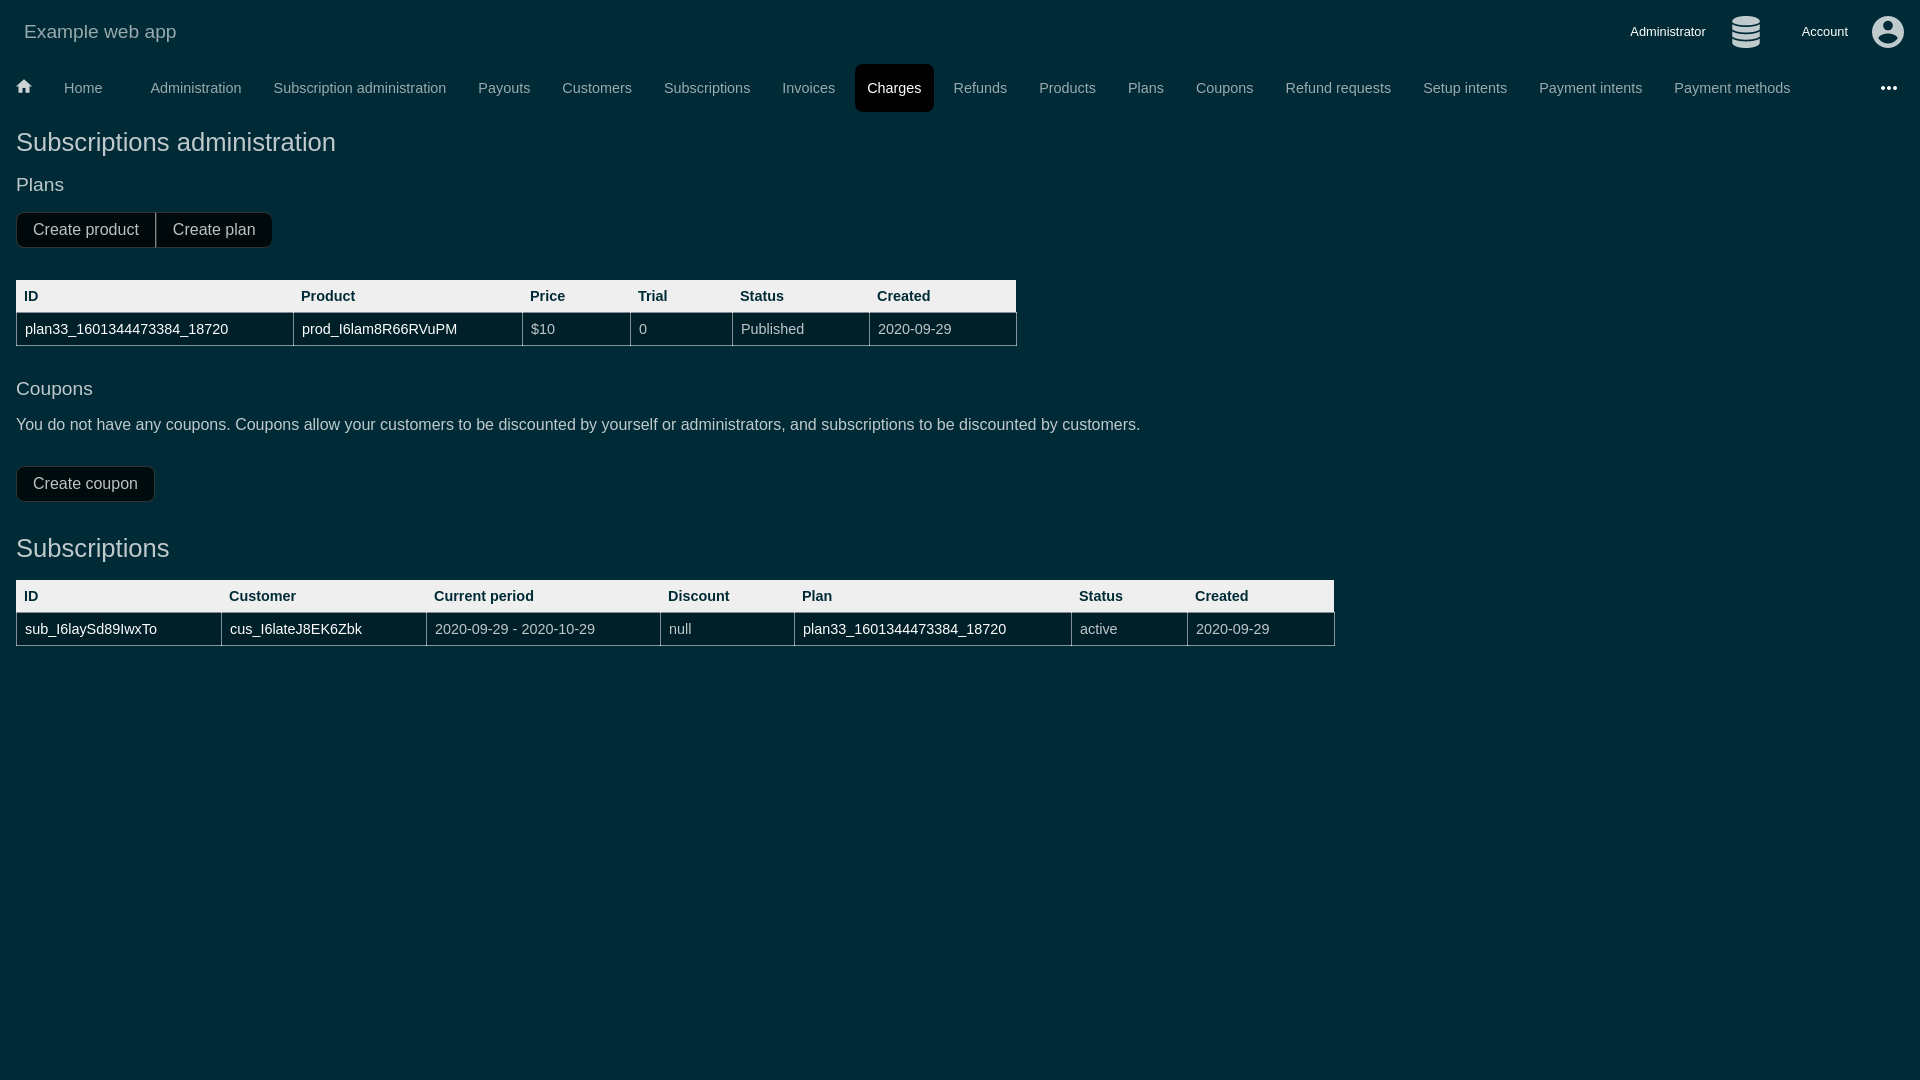 Example web app
Administrator Account
Home Administration Subscription administration Payouts Customers Subscriptions Invoices Charges Refunds Products Plans Coupons Refund requests Setup intents Payment intents Payment methods
Subscriptions administration
Plans
Create product Create plan
ID Product Price Trial Status Created
plan33_1601344473384_18720 prod_I6lam8R66RVuPM $10 0 Published 2020-09-29
Coupons
You do not have any coupons. Coupons allow your customers to be discounted by yourself or administrators, and subscriptions to be discounted by customers.
Create coupon
Subscriptions
ID Customer Current period Discount Plan Status Created
sub_I6laySd89IwxTo cus_I6lateJ8EK6Zbk 2020-09-29 - 2020-10-29 null plan33_1601344473384_18720 active 2020-09-29